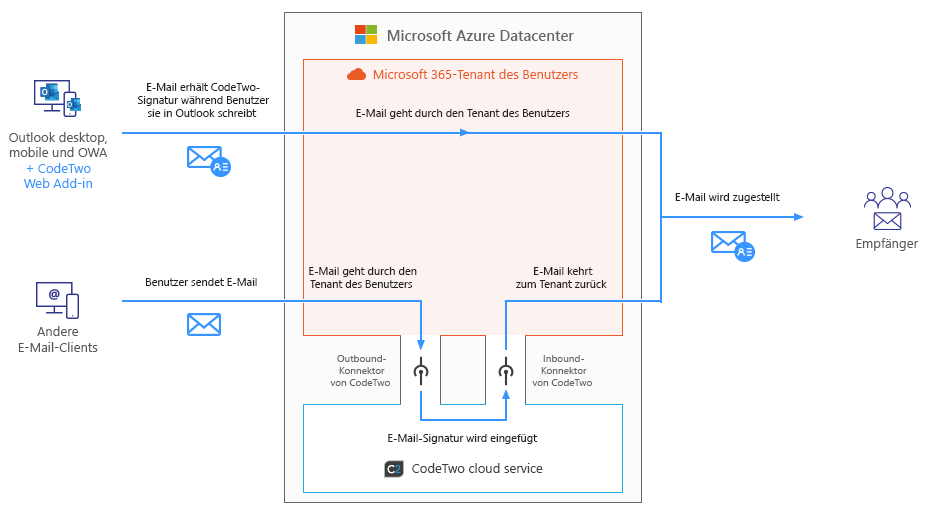 Microsoft Azure Datacenter
Microsoft 365-Tenant des Benutzers
E-Mail erhält CodeTwo-
Signatur während Benutzer
sie in Outlook schreibt
E-Mail geht durch den Tenant des Benutzers
Outlook desktop,
mobile und OWA
+ CodeTwo
Web Add-in
E-Mail wird zugestellt
Empfänger
Benutzer sendet E-Mail
@
Andere
E-Mail-Clients
E-Mail geht durch den
Tenant des Benutzers
E-Mail kehrt
zum Tenant zurück
Outbound-
Konnektor
von CodeTwo
Inbound-
Konnektor
von CodeTwo
E-Mail-Signatur wird eingefügt
C2 CodeTwo cloud service